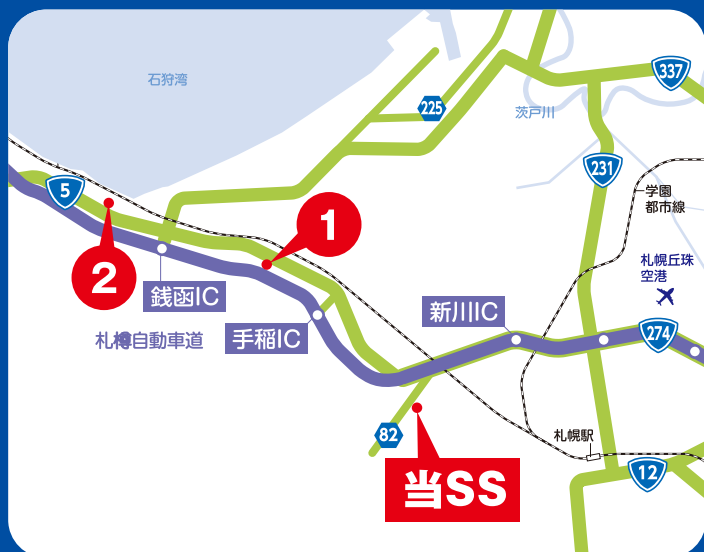 石狩湾
337
225
茨戸川
231
5
学園
都市線
1
札幌丘珠
空港
2
銭函IC
新川IC
手稲IC
札樽自動車道
274
82
札幌駅
12
当SS